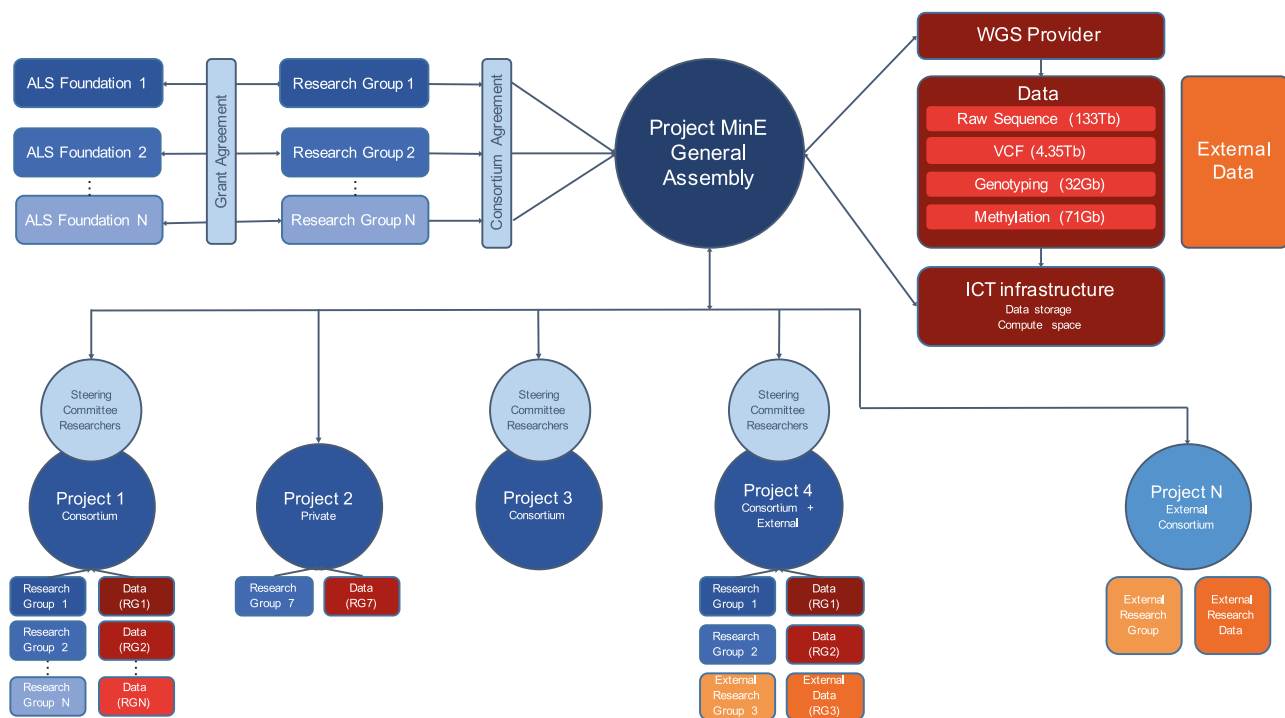 ALS Foundation 1
ALS Foundation 2
ALS Foundation N
Grant Agreement
Research Group 1
Research Group 2
Research Group N
Consortium Agreement
Project MinE
General
Assembly
WGS Provider
Data
Raw Sequence (133Tb)
VCF (4.35Tb)
Genotyping (32Gb)
Methylation (71Gb)
External
Data
ICT infrastructure
Data storage
Compute space
Steering
Committee
Researchers
Project 1
Consortium
Research
Group 1
Data
(RG1)
Research
Group 2
Data
(RG2)
Research
Group N
Data
(RGN)
Project 2
Private
Research
Group 7
Data
(RG7)
Steering
Committee
Researchers
Project 3
Consortium
Steering
Committee
Researchers
Project 4
Consortium +
External
Research
Group 1
Data
(RG1)
Research
Group 2
Data
(RG2)
External
Research
Group 3
External
Data
(RG3)
Project N
External
Consortium
External
Research
Group
External
Research
Data